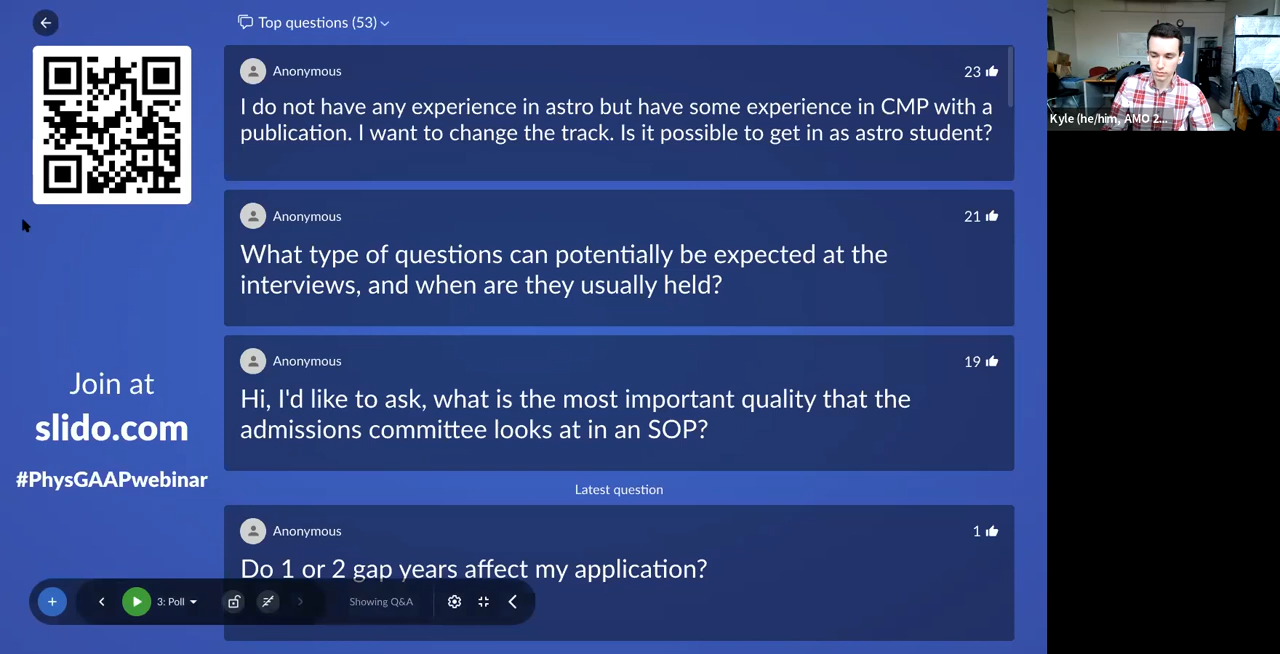 Top questions (53)
Anonymous
23
I do not have any experience in astro but have some experience in CMP with a
publication. I want to change the track. Is it possible to get in as astro student?
Anonymous
21
What type of questions can potentially be expected at the
interviews, and when are they usually held?
Anonymous
19
Hi, I'd like to ask, what is the most important quality that the
admissions committee looks at in an SOP?
Latest question
Anonymous
1
Do 1 or 2 gap years affect my application?
Join at
slido.com
#PhysGAAPwebinar
3: Poll
Showing Q&A
Kyle (he/him, AMO 2...